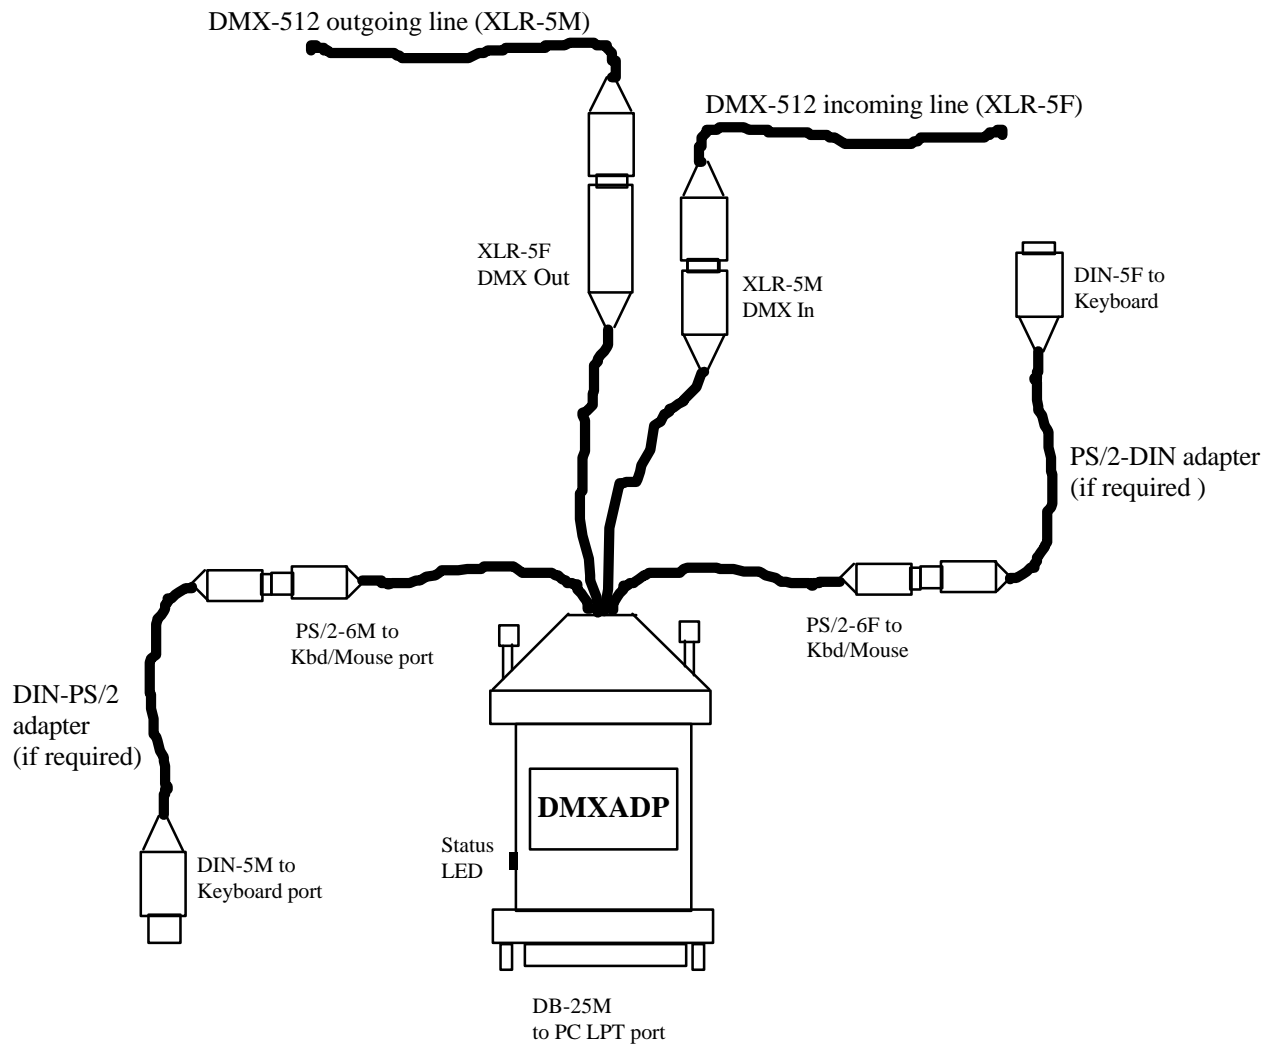 DMX-512 outgoing line (XLR-5M)
DMX-512 incoming line (XLR-5F)
XLR-5F
DMX Out
XLR-5M
DMX In
DIN-5F to
Keyboard
PS/2-DIN adapter
(if required )
PS/2-6M to
Kbd/Mouse port
PS/2-6F to
Kbd/Mouse
DIN-PS/2
adapter
(if required)
DMXADP
Status
LED
DIN-5M to
Keyboard port
DB-25M
to PC LPT port